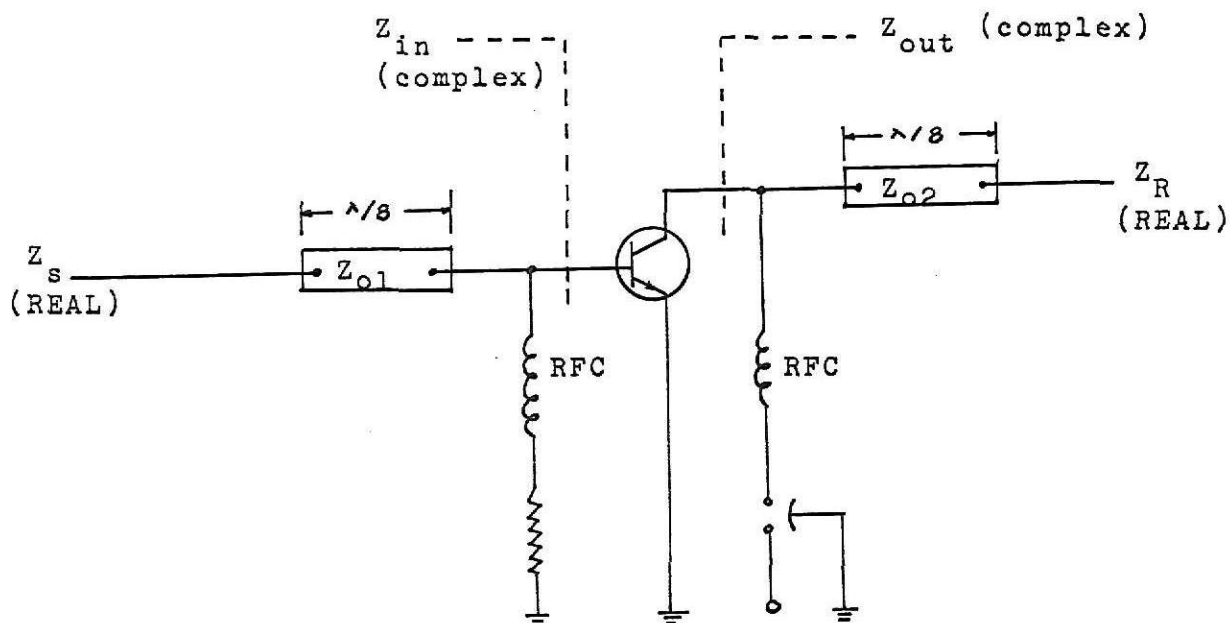 Z_in
(complex)
Z_out (complex)
λ/8
Z_o2
Z_R
(REAL)
λ/8
Z_s
(REAL)
Z_o1
RFC
RFC